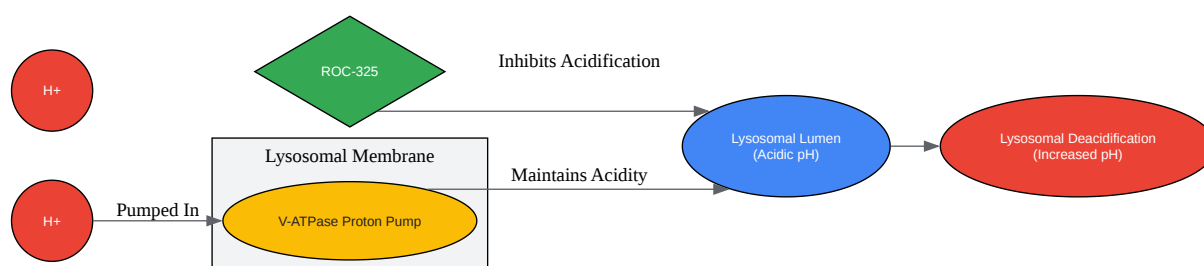 H+
ROC-325
Inhibits Acidification
Lysosomal Lumen
(Acidic pH)
Lysosomal Deacidification
(Increased pH)
Lysosomal Membrane
Maintains Acidity
H+
Pumped In
V-ATPase Proton Pump